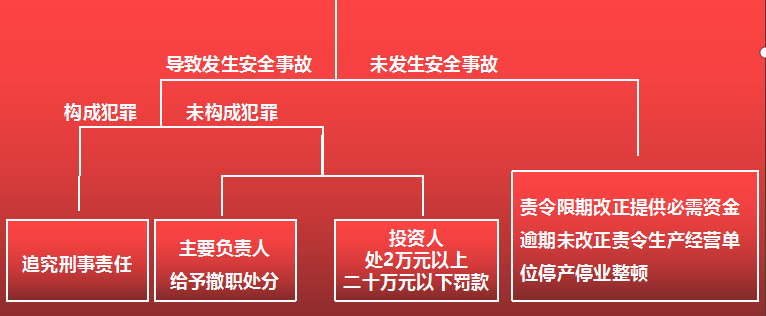 导致发生安全事故
未发生安全事故
构成犯罪
未构成犯罪
追究刑事责任
主要负责人
给予撤职处分
投资人
处2万元以上
二十万元以下罚款
责令限期改正提供必需资金
逾期未改正责令生产经营单
位停产停业整顿